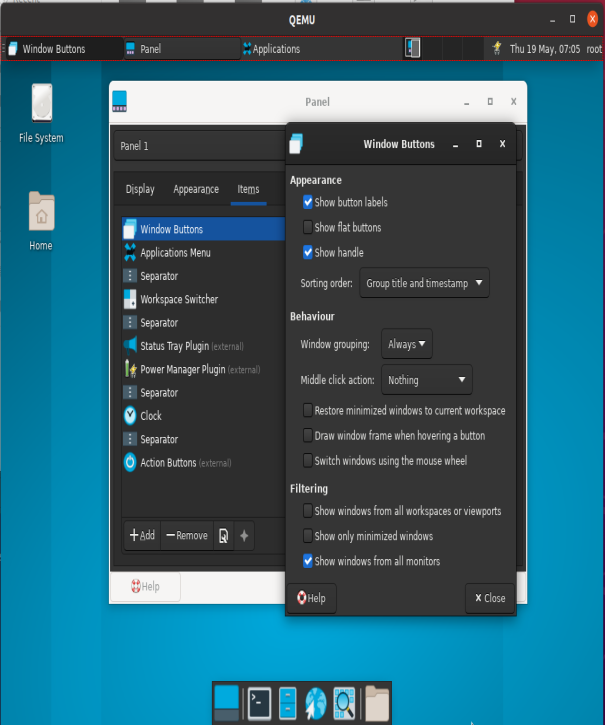 QEMU
Window Buttons
Panel
Applications
Thu 19 May, 07:05 root
File System
Home
Panel
Panel 1
Display Appearance Items
Window Buttons
Applications Menu
Separator
Workspace Switcher
Separator
Status Tray Plugin (external)
Power Manager Plugin (external)
Separator
Clock
Separator
Action Buttons (external)
Add Remove
Help
Window Buttons
Appearance
Show button labels
Show flat buttons
Show handle
Sorting order: Group title and timestamp
Behaviour
Window grouping: Always
Middle click action: Nothing
Restore minimized windows to current workspace
Draw window frame when hovering a button
Switch windows using the mouse wheel
Filtering
Show windows from all workspaces or viewports
Show only minimized windows
Show windows from all monitors
Help Close